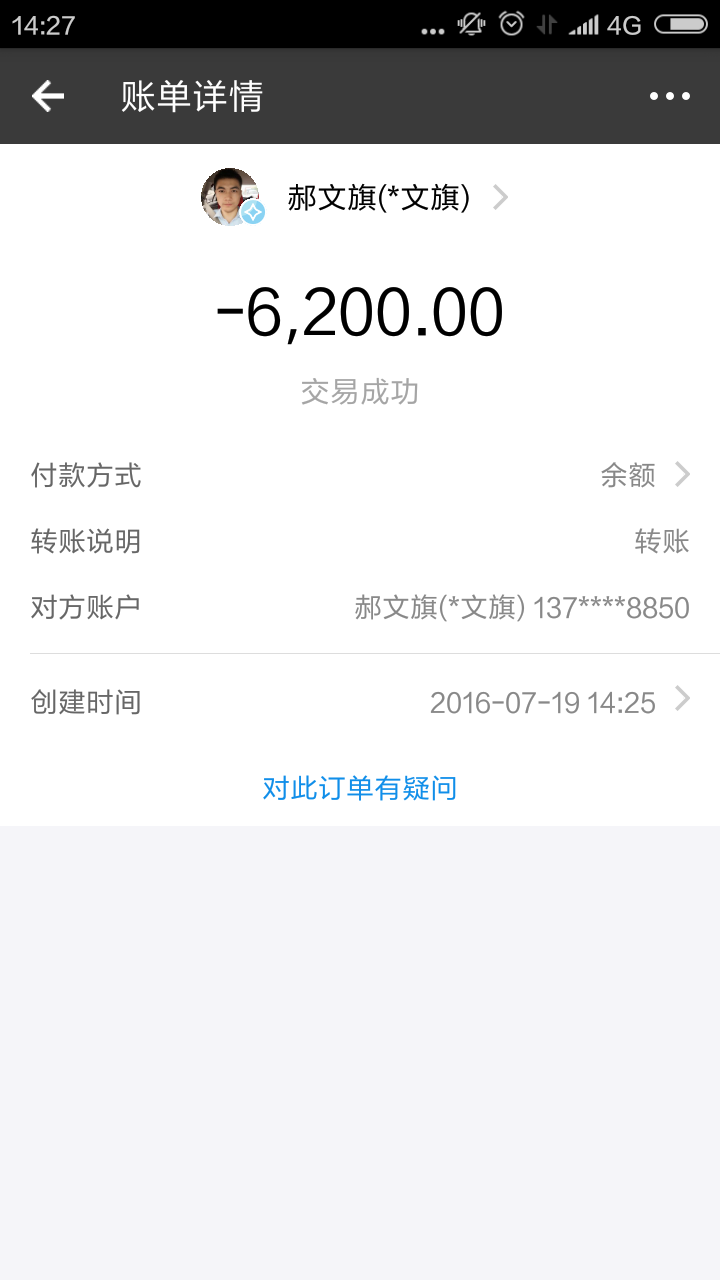 14:27 4G
账单详情
郝文旗(*文旗)
-6,200.00
交易成功
付款方式 余额
转账说明 转账
对方账户 郝文旗(*文旗) 137****8850
创建时间 2016-07-19 14:25
对此订单有疑问